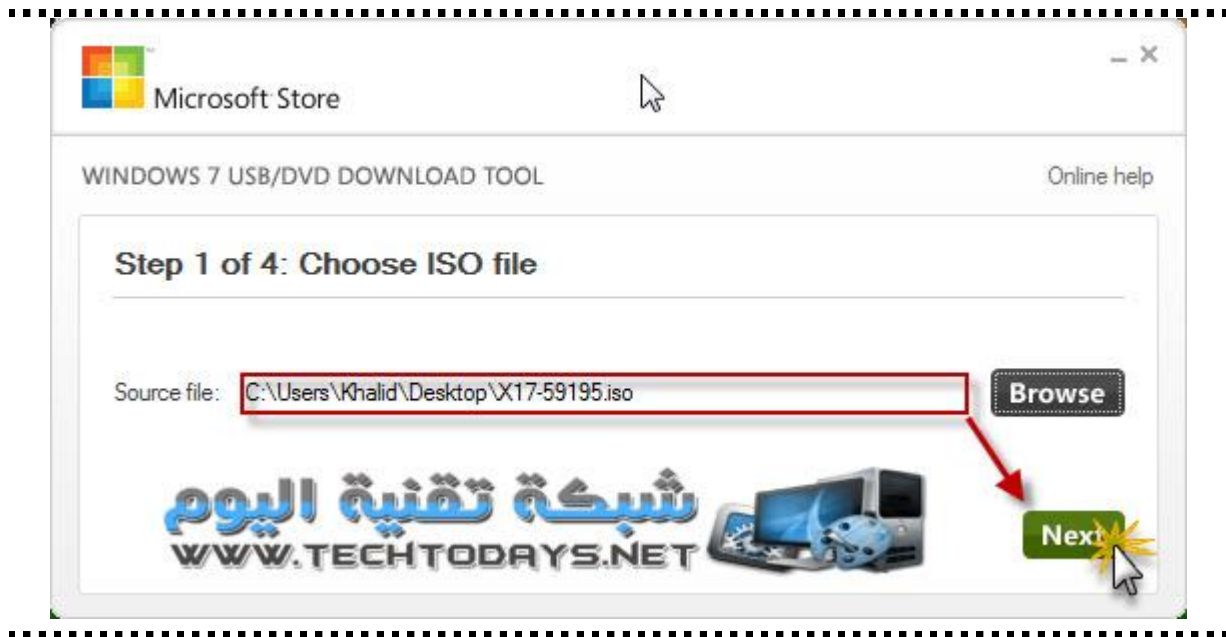 Microsoft Store
WINDOWS 7 USB/DVD DOWNLOAD TOOL
Online help
Step 1 of 4: Choose ISO file
Source file: C:\Users\Khalid\Desktop\X17-59195.iso
Browse
شبكة تقنية اليوم
WWW.TECHTODAYS.NET
Next